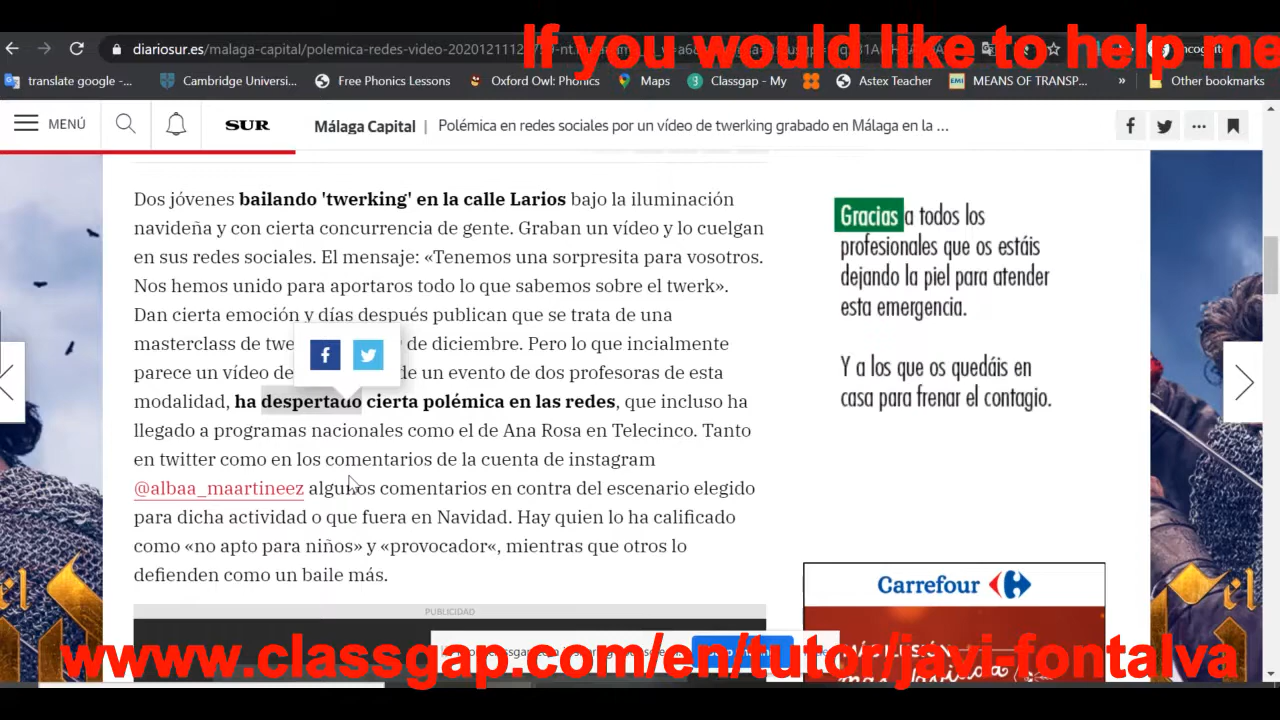 If you would like to help me
diariosur.es/malaga-capital/polemica-redes-video-20201211
Incognito
translate google -...
Cambridge Universi...
Free Phonics Lessons
Oxford Owl: Phonics
Maps
Classgap - My
Astex Teacher
EMI
MEANS OF TRANSP...
»
Other bookmarks
MENÚ
SUR
Málaga Capital | Polémica en redes sociales por un vídeo de twerking grabado en Málaga en la ...
Dos jóvenes bailando 'twerking' en la calle Larios bajo la iluminación
navideña y con cierta concurrencia de gente. Graban un vídeo y lo cuelgan
en sus redes sociales. El mensaje: «Tenemos una sorpresita para vosotros.
Nos hemos unido para aportaros todo lo que sabemos sobre el twerk».
Dan cierta emoción y días después publican que se trata de una
masterclass de twe de diciembre. Pero lo que incialmente
parece un vídeo de de un evento de dos profesoras de esta
modalidad, ha despertado cierta polémica en las redes, que incluso ha
llegado a programas nacionales como el de Ana Rosa en Telecinco. Tanto
en twitter como en los comentarios de la cuenta de instagram
@albaa_maartineez algunos comentarios en contra del escenario elegido
para dicha actividad o que fuera en Navidad. Hay quien lo ha calificado
como «no apto para niños» y «provocador«, mientras que otros lo
defienden como un baile más.
PUBLICIDAD
Gracias a todos los
profesionales que os estáis
dejando la piel para atender
esta emergencia.
Y a los que os quedáis en
casa para frenar el contagio.
Carrefour
www.classgap.com/en/tutor/javi-fontalva